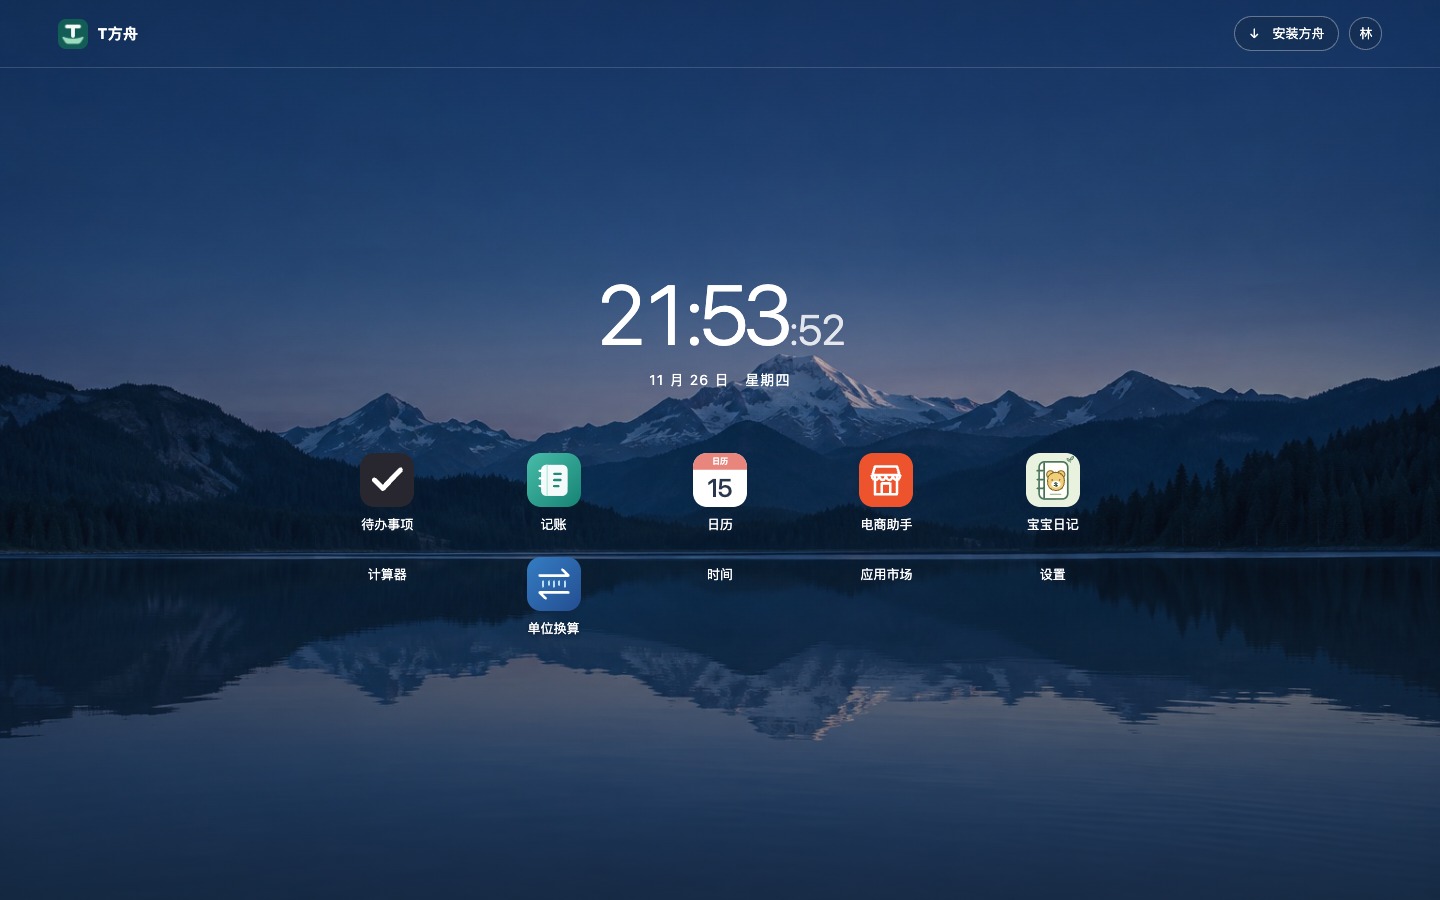 T方舟
安装方舟
林
21:53:52
11 月 26 日 星期四
日历
15
待办事项
记账
日历
电商助手
宝宝日记
计算器
时间
应用市场
设置
单位换算